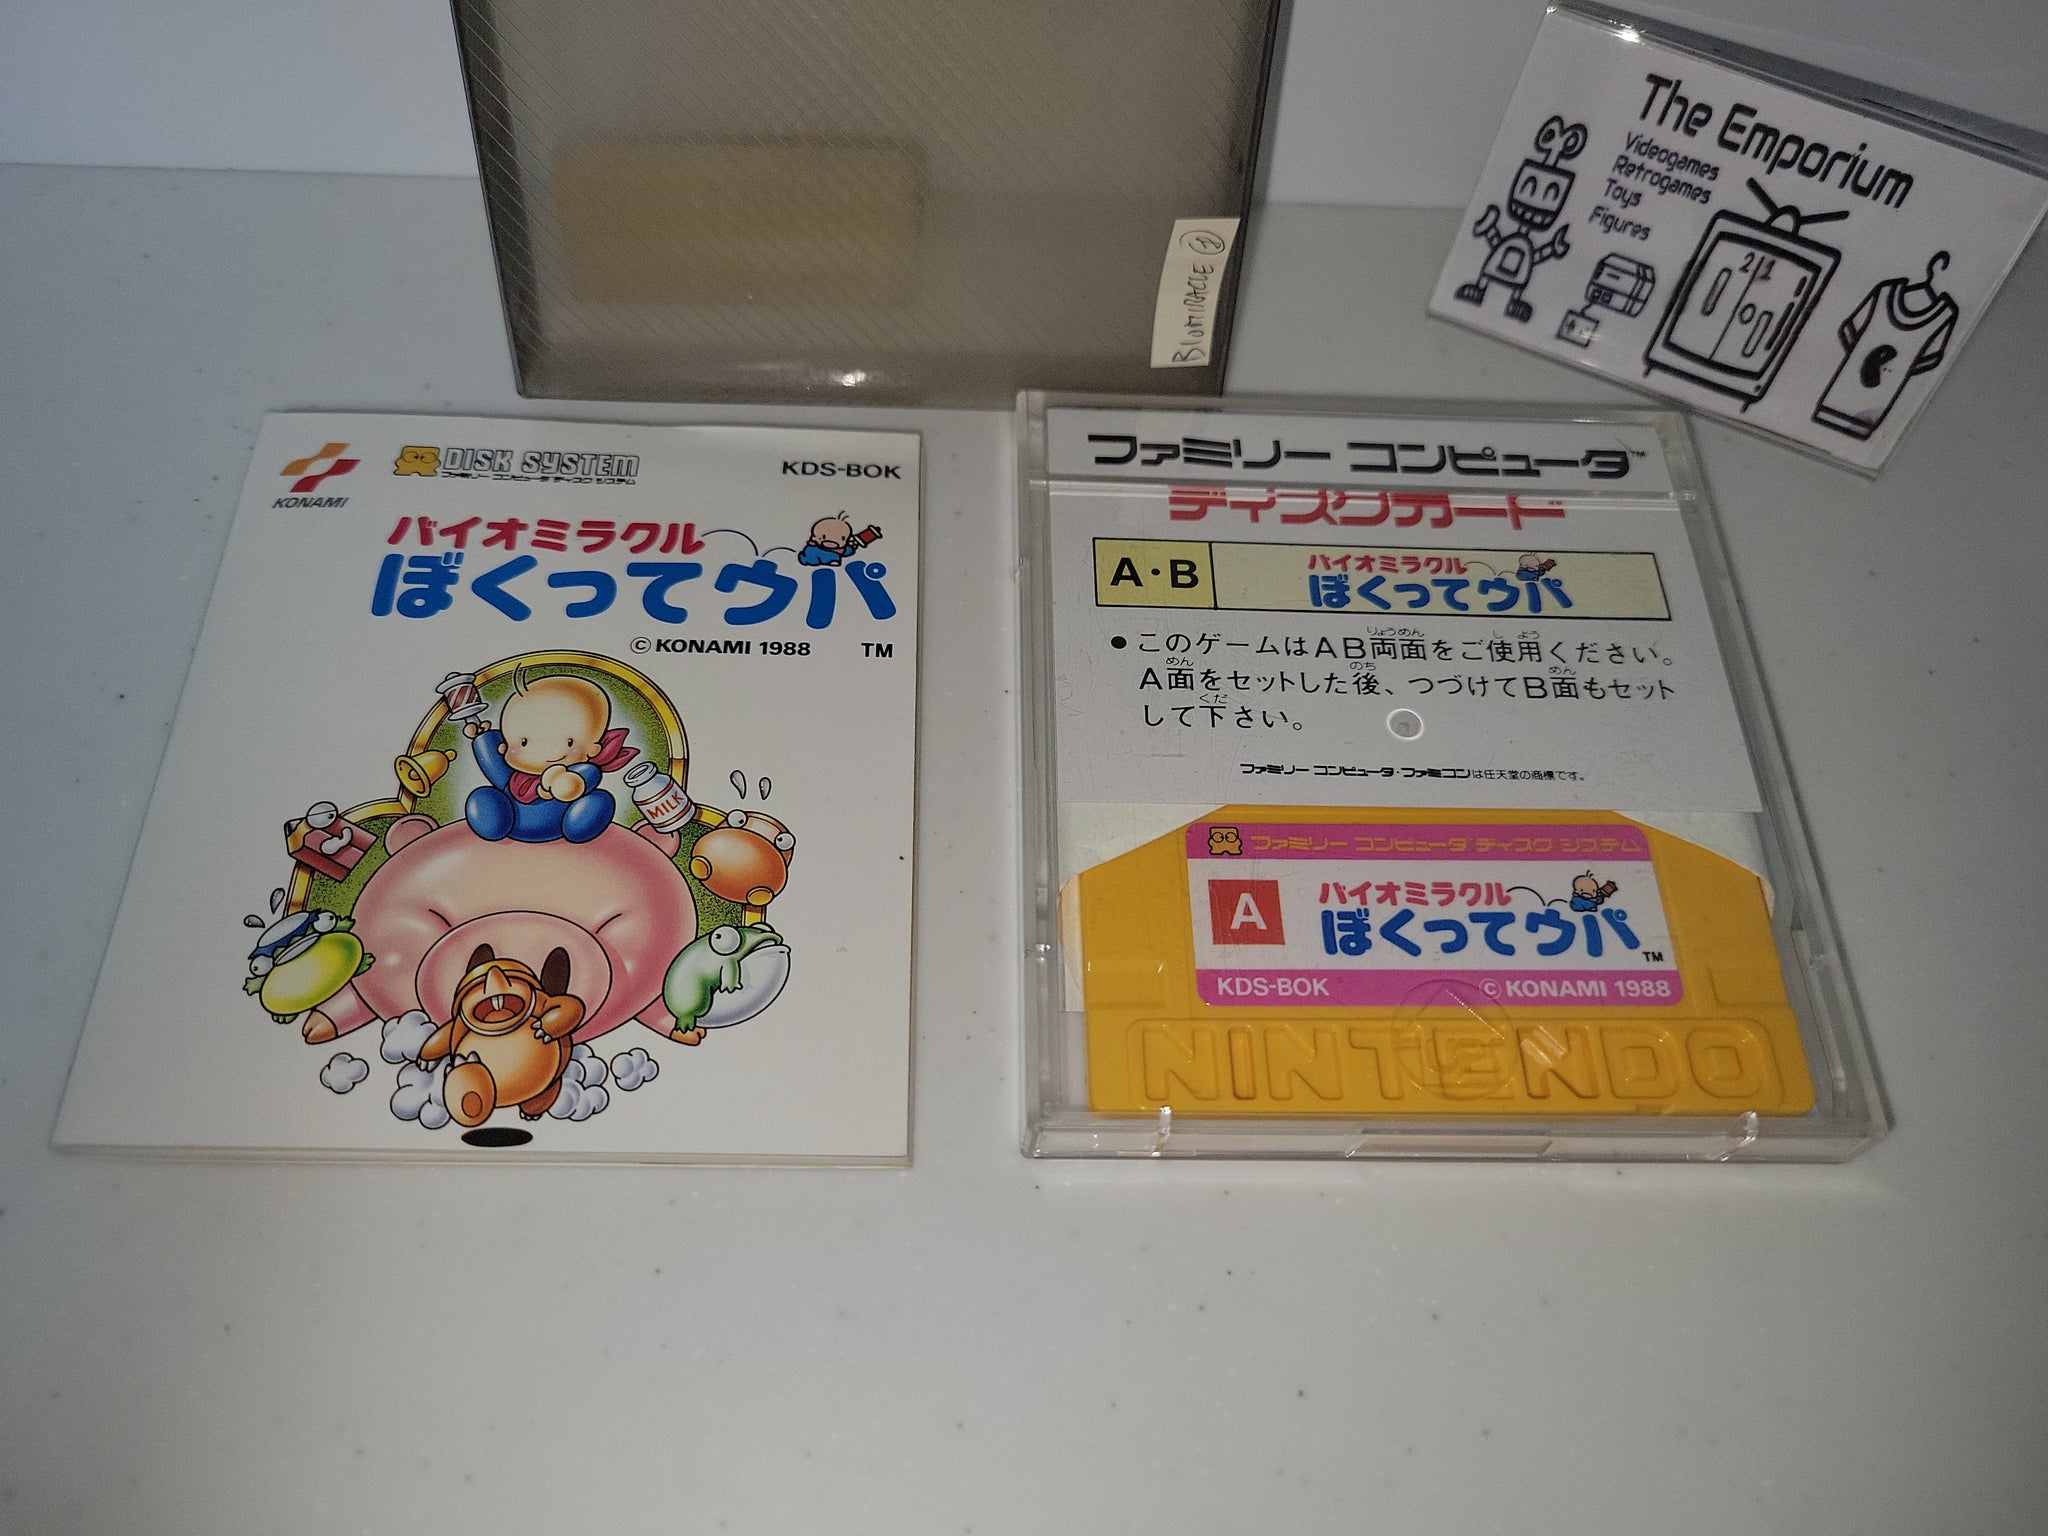 The Emporium
Videogames
Retrogames
Toys
Figures
21
BIOMIRACLE
KONAMI
DISK SYSTEM
ファミリー コンピュータ ディスク システム
KDS-BOK
バイオミラクル
ぼくってウパ
© KONAMI 1988 TM
MILK
ファミリー コンピュータ™
ディスクカード
A・B
バイオミラクル
ぼくってウパ
●このゲームはAB両面をご使用ください。
A面をセットした後、つづけてB面もセット
して下さい。
ファミリー コンピュータ・ファミコンは任天堂の商標です。
ファミリー コンピュータ ディスク システム
A
バイオミラクル
ぼくってウパ™
KDS-BOK © KONAMI 1988
NINTENDO